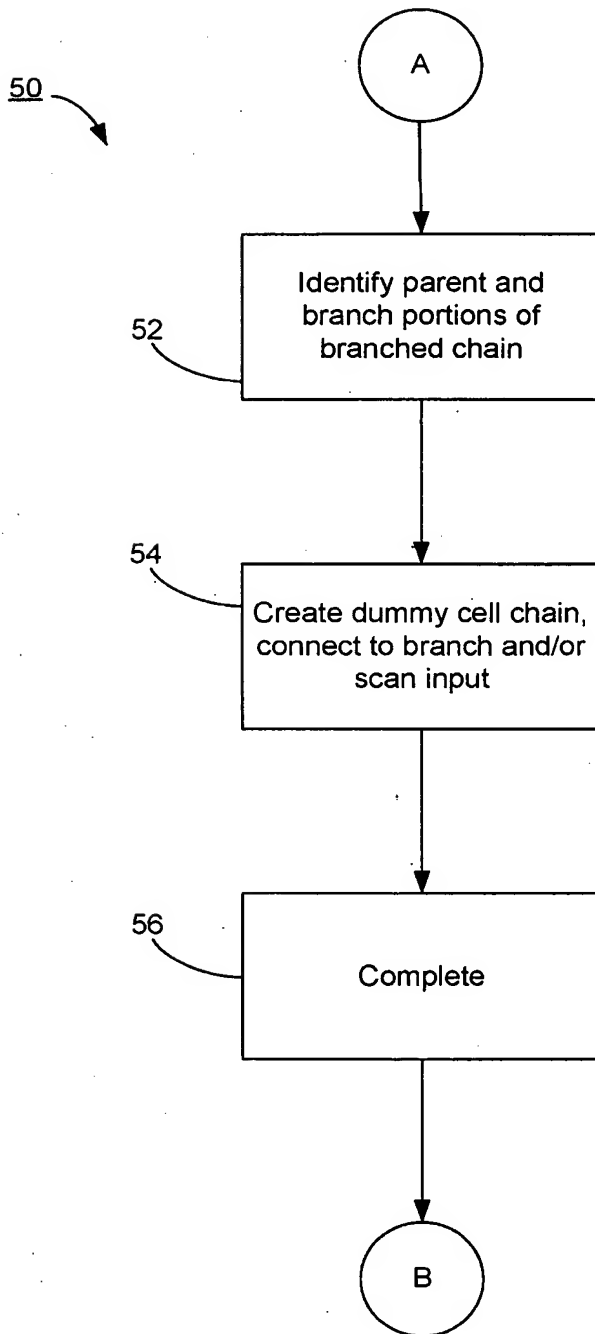 A
50
Identify parent and
branch portions of
branched chain
52
54
Create dummy cell chain,
connect to branch and/or
scan input
56
Complete
B